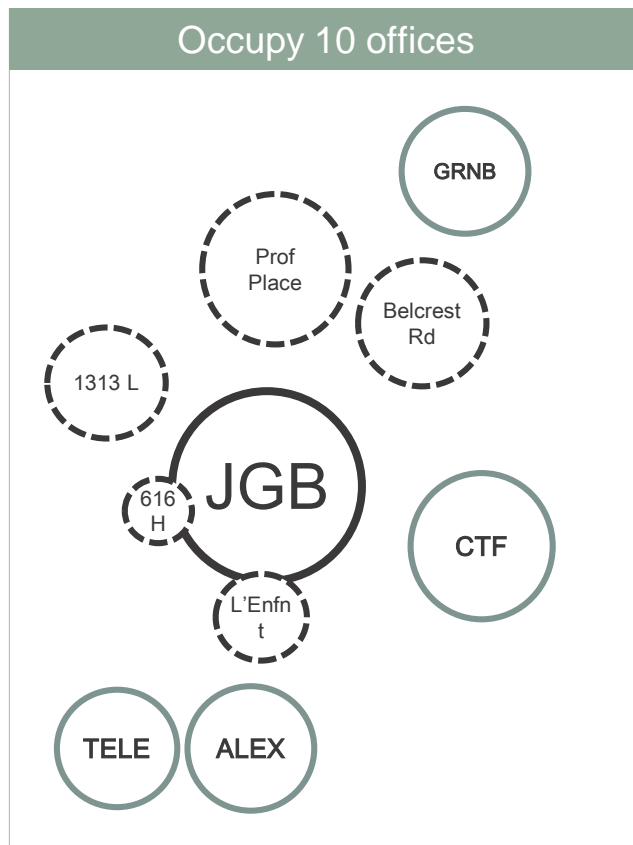 Occupy 10 offices
GRNB
Prof
Place
Belcrest
Rd
1313 L
JGB
616
H
CTF
L'Enfn
t
TELE
ALEX